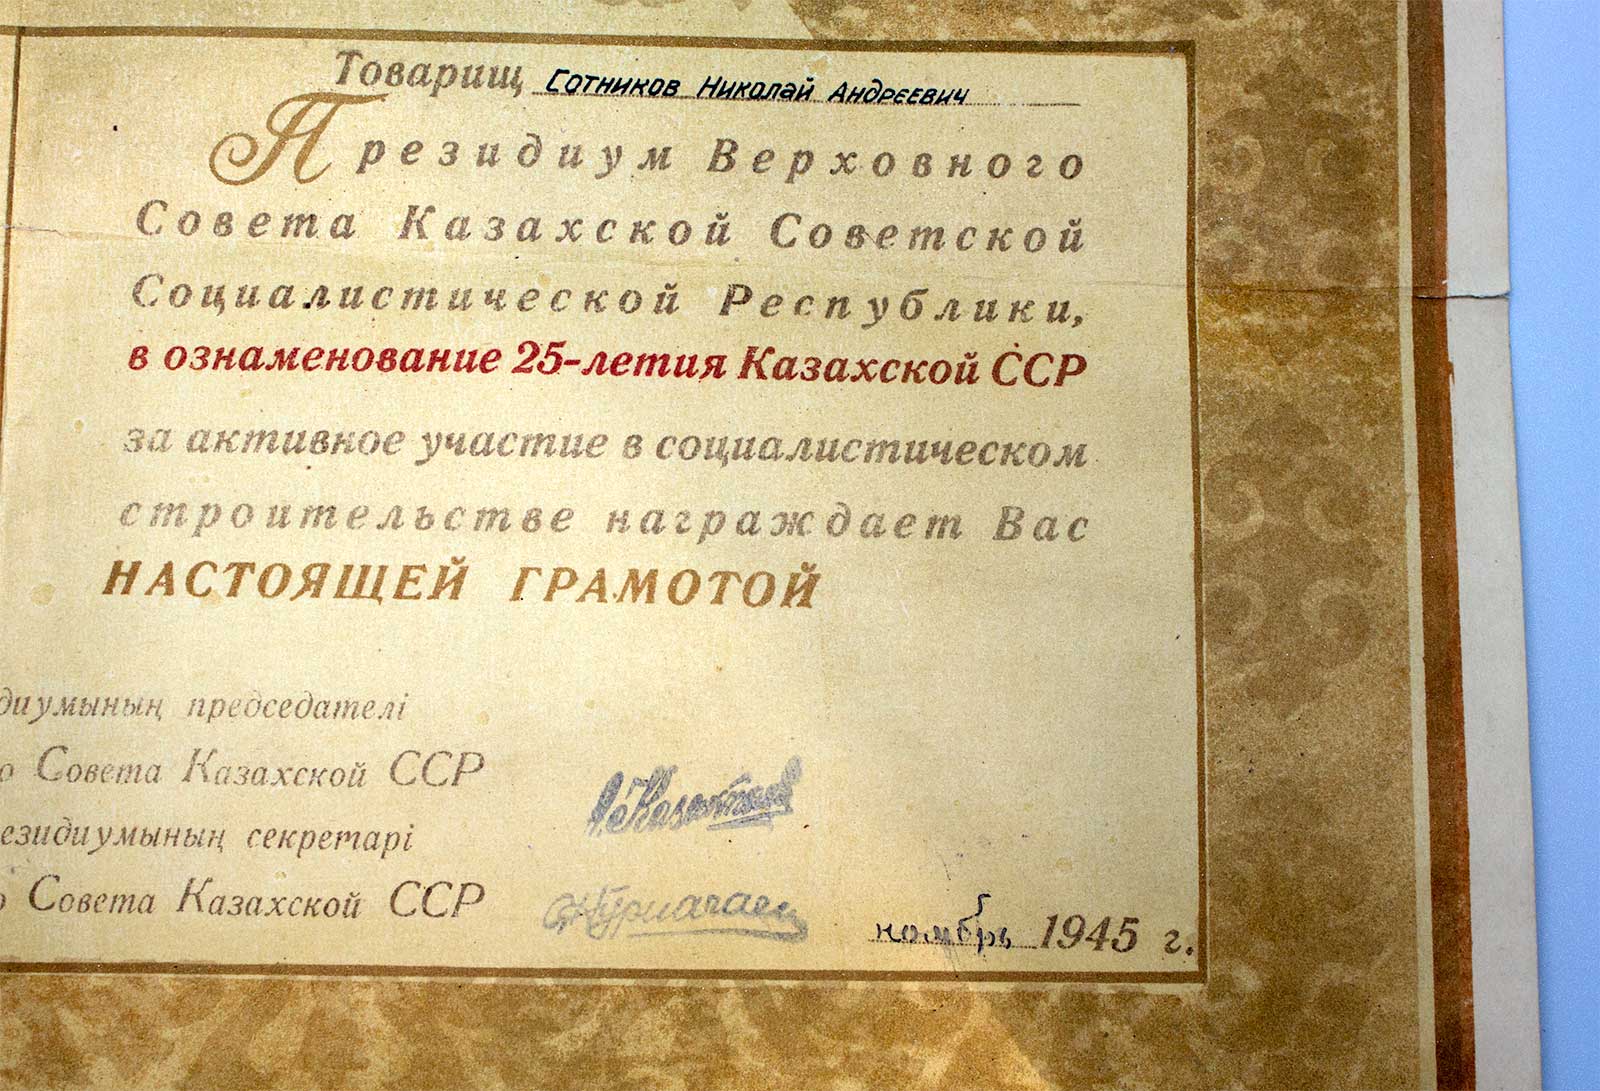 Товарищ Сотников Николай Андреевич
Президиум Верховного
Совета Казахской Советской
Социалистической Республики,
в ознаменование 25-летия Казахской ССР
за активное участие в социалистическом
строительстве награждает Вас
НАСТОЯЩЕЙ ГРАМОТОЙ
диумының председателі
о Совета Казахской ССР
езидиумының секретарі
о Совета Казахской ССР
ноябрь 1945 г.